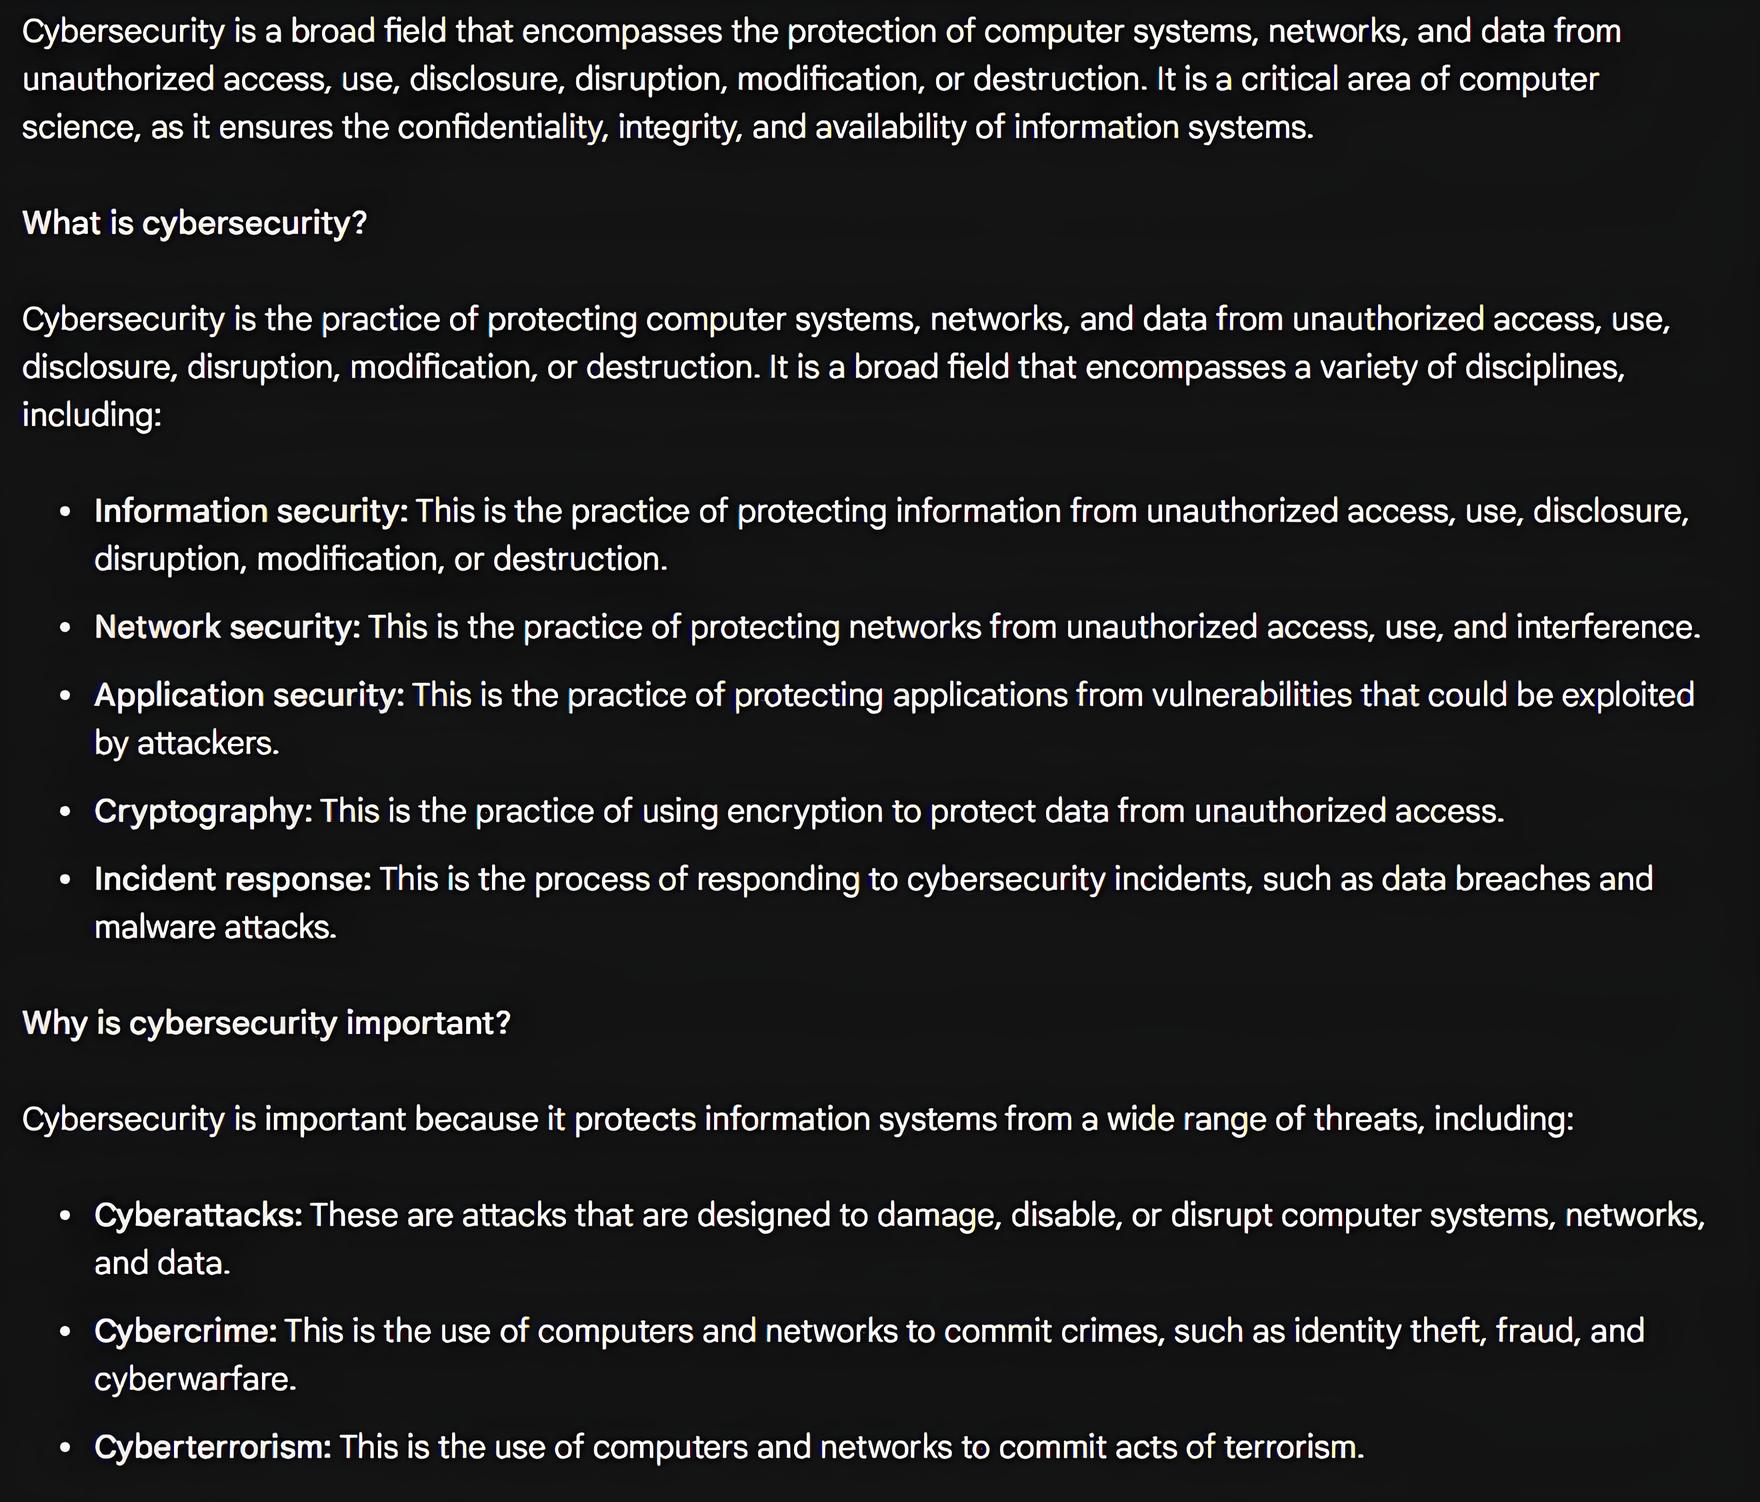 Cybersecurity is a broad field that encompasses the protection of computer systems, networks, and data from
unauthorized access, use, disclosure, disruption, modification, or destruction. It is a critical area of computer
science, as it ensures the confidentiality, integrity, and availability of information systems.
What is cybersecurity?
Cybersecurity is the practice of protecting computer systems, networks, and data from unauthorized access, use,
disclosure, disruption, modification, or destruction. It is a broad field that encompasses a variety of disciplines,
including:
• Information security: This is the practice of protecting information from unauthorized access, use, disclosure,
disruption, modification, or destruction.
• Network security: This is the practice of protecting networks from unauthorized access, use, and interference.
• Application security: This is the practice of protecting applications from vulnerabilities that could be exploited
by attackers.
• Cryptography: This is the practice of using encryption to protect data from unauthorized access.
• Incident response: This is the process of responding to cybersecurity incidents, such as data breaches and
malware attacks.
Why is cybersecurity important?
Cybersecurity is important because it protects information systems from a wide range of threats, including:
• Cyberattacks: These are attacks that are designed to damage, disable, or disrupt computer systems, networks,
and data.
• Cybercrime: This is the use of computers and networks to commit crimes, such as identity theft, fraud, and
cyberwarfare.
• Cyberterrorism: This is the use of computers and networks to commit acts of terrorism.